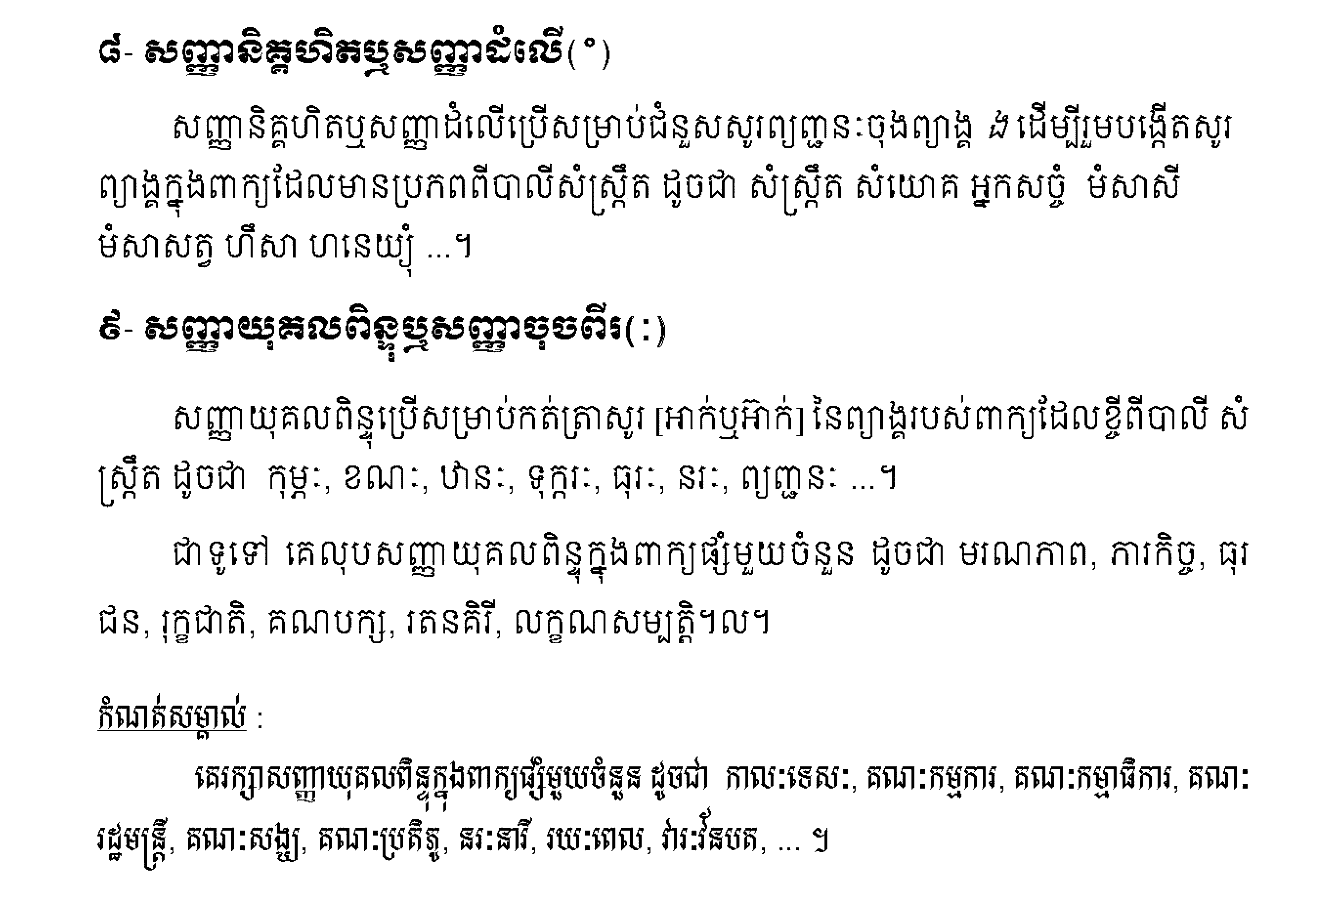 ៨- សញ្ញានិគ្គហិតឬសញ្ញាដំលើ(ំ)
សញ្ញានិគ្គហិតឬសញ្ញាដំលើប្រើសម្រាប់ជំនួសសូរព្យញ្ជនៈចុងព្យាង្គ ង ដើម្បីរួមបង្កើតសូរ
ព្យាង្គក្នុងពាក្យដែលមានប្រភពពីបាលីសំស្ក្រឹត ដូចជា សំស្ក្រឹត សំយោគ អ្នកសច្ចំ មំសាសី
មំសាសត្វ ហឹសា ហនេយ្យុំ ...។
៩- សញ្ញាយុគលពិន្ទុឬសញ្ញាចុចពីរ(ៈ)
សញ្ញាយុគលពិន្ទុប្រើសម្រាប់កត់ត្រាសូរ [អាក់ឬអ៊ាក់] នៃព្យាង្គរបស់ពាក្យដែលខ្ចីពីបាលី សំ
ស្ក្រឹត ដូចជា កុម្ភៈ, ខណៈ, ឋានៈ, ទុក្ករៈ, ធុរៈ, នរៈ, ព្យញ្ជនៈ ...។
ជាទូទៅ គេលុបសញ្ញាយុគលពិន្ទុក្នុងពាក្យផ្សំមួយចំនួន ដូចជា មរណភាព, ភារកិច្ច, ធុរ
ជន, រុក្ខជាតិ, គណបក្ស, រតនគិរី, លក្ខណសម្បត្តិ។ល។
កំណត់សម្គាល់ :
គេរក្សាសញ្ញាយុគលពិន្ទុក្នុងពាក្យផ្សំមួយចំនួន ដូចជា កាលៈទេសៈ, គណៈកម្មការ, គណៈកម្មាធិការ, គណៈ
រដ្ឋមន្ត្រី, គណៈសង្ឃ, គណៈប្រតិភូ, នរៈនារី, រយៈពេល, វារៈវ័នបត, ... ។